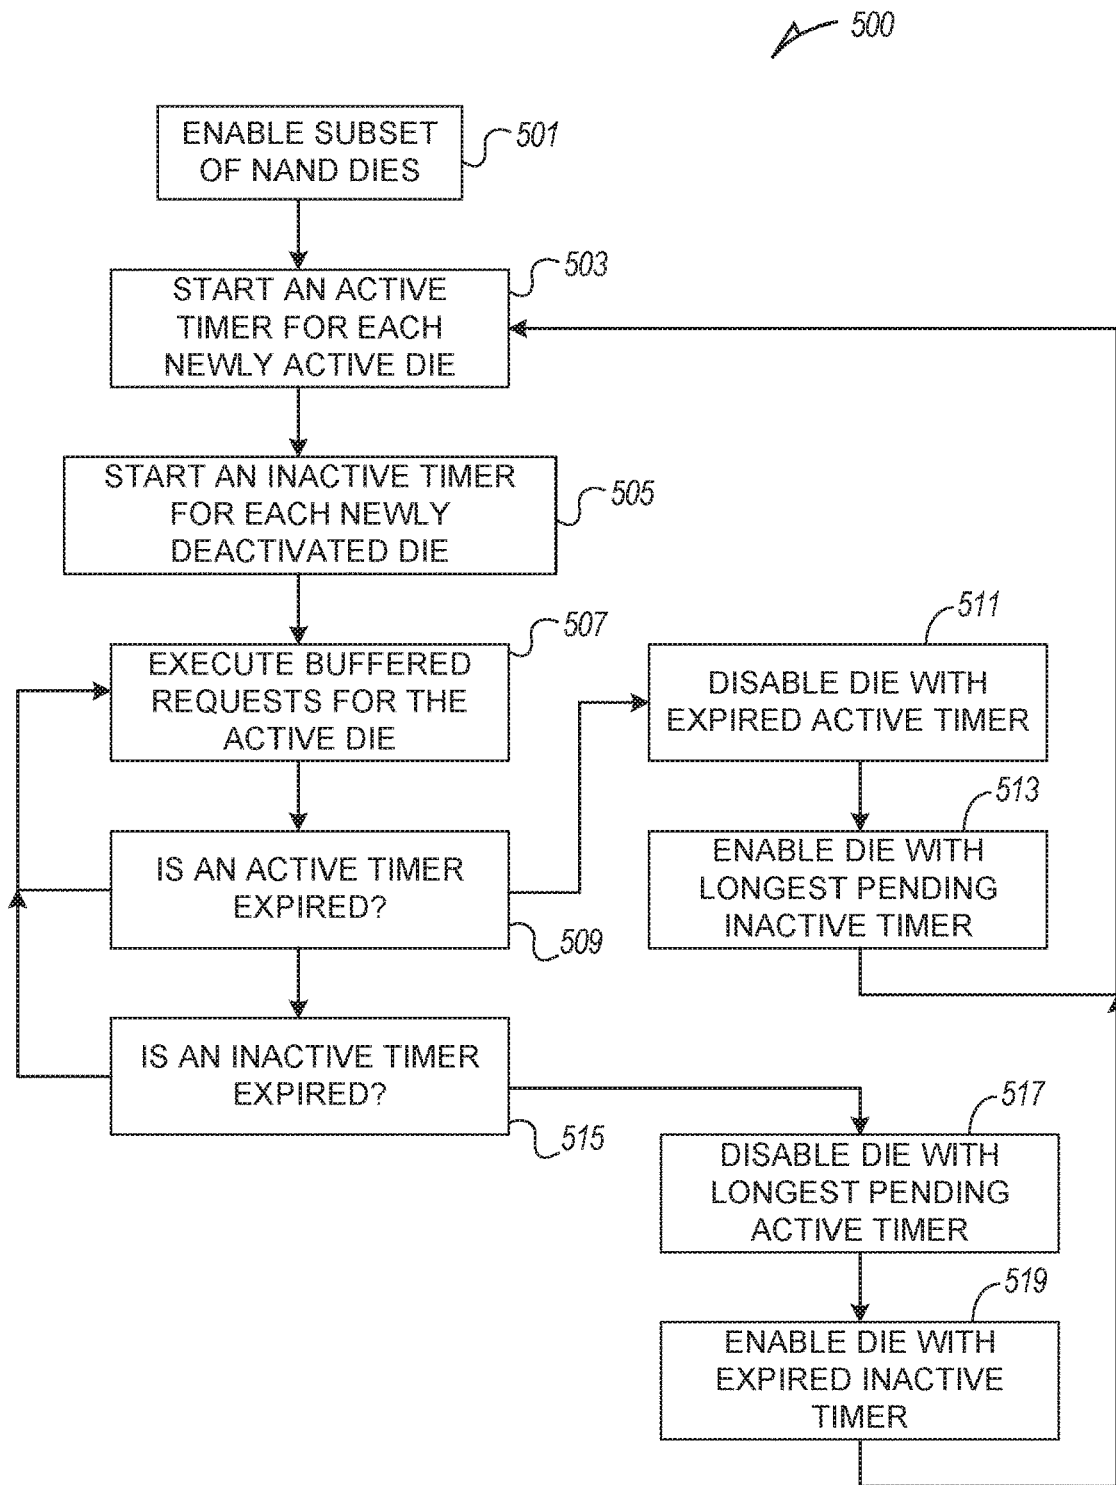 500
ENABLE SUBSET
OF NAND DIES
501
START AN ACTIVE
TIMER FOR EACH
NEWLY ACTIVE DIE
503
START AN INACTIVE TIMER
FOR EACH NEWLY
DEACTIVATED DIE
505
EXECUTE BUFFERED
REQUESTS FOR THE
ACTIVE DIE
507
IS AN ACTIVE TIMER
EXPIRED?
509
DISABLE DIE WITH
EXPIRED ACTIVE TIMER
511
ENABLE DIE WITH
LONGEST PENDING
INACTIVE TIMER
513
IS AN INACTIVE TIMER
EXPIRED?
515
DISABLE DIE WITH
LONGEST PENDING
ACTIVE TIMER
517
ENABLE DIE WITH
EXPIRED INACTIVE
TIMER
519